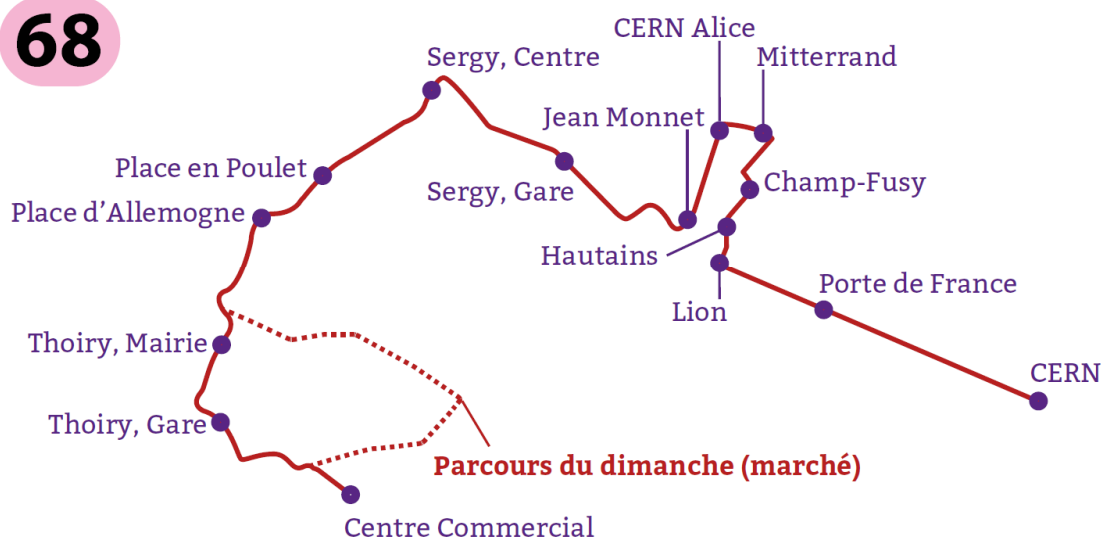 68
CERN Alice
Sergy, Centre
Mitterrand
Jean Monnet
Place en Poulet
Champ-Fusy
Sergy, Gare
Place d’Allemogne
Hautains
Porte de France
Lion
Thoiry, Mairie
CERN
Thoiry, Gare
Parcours du dimanche (marché)
Centre Commercial